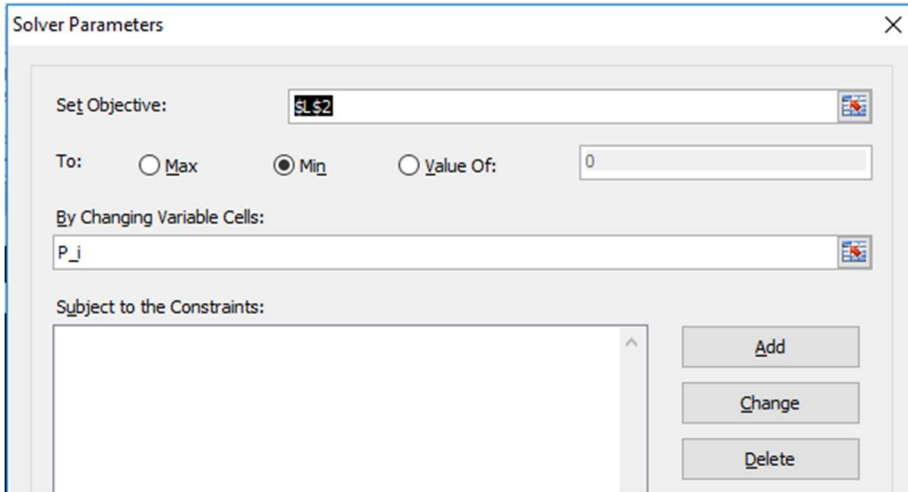 Solver Parameters
Set Objective: $L$2
To: Max Min Value Of: 0
By Changing Variable Cells:
P_i
Subject to the Constraints:
Add
Change
Delete